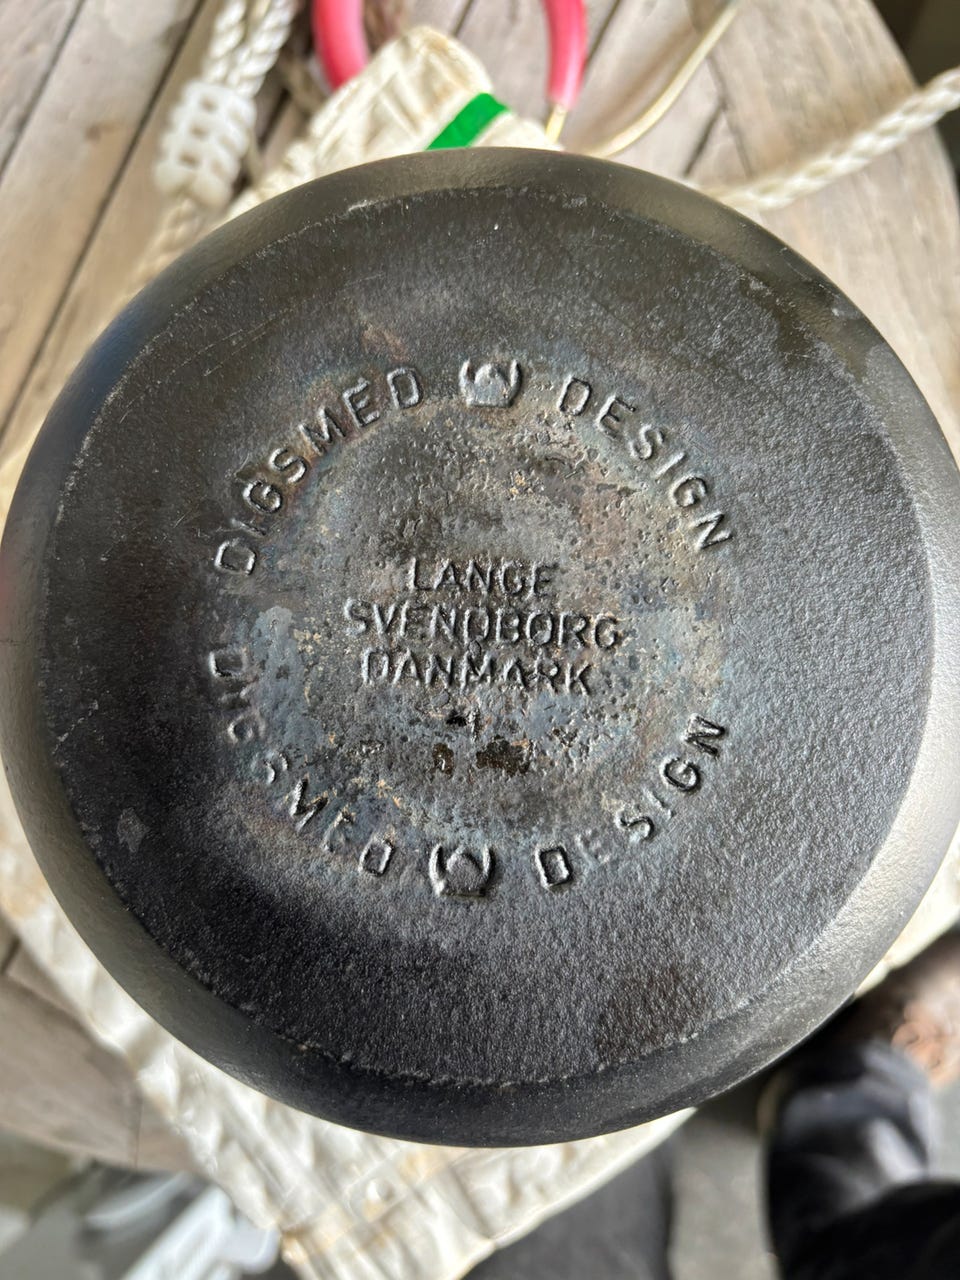 DIGSMED DESIGN
LANGE
SVENDBORG
DANMARK
DIGSMED DESIGN